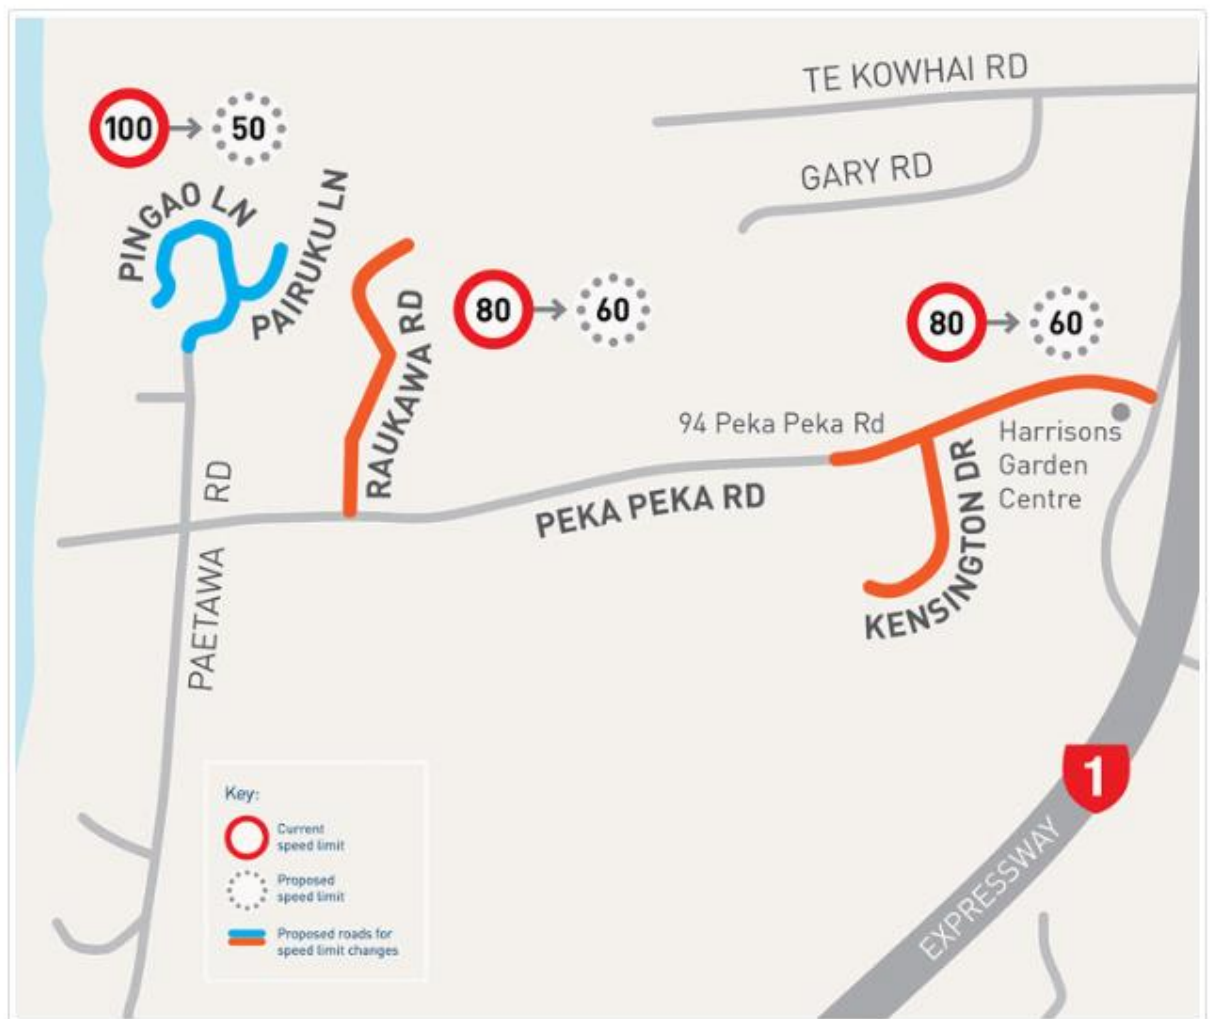 TE KOWHAI RD
100
50
GARY RD
PINGAO LN
PAIRUKU LN
80
60
RAUKAWA RD
80
60
94 Peka Peka Rd
Harrisons
Garden
Centre
KENSINGTON DR
PEKA PEKA RD
PAETAWA RD
1
EXPRESSWAY
Key:
Current
speed limit
Proposed
speed limit
Proposed roads for
speed limit changes